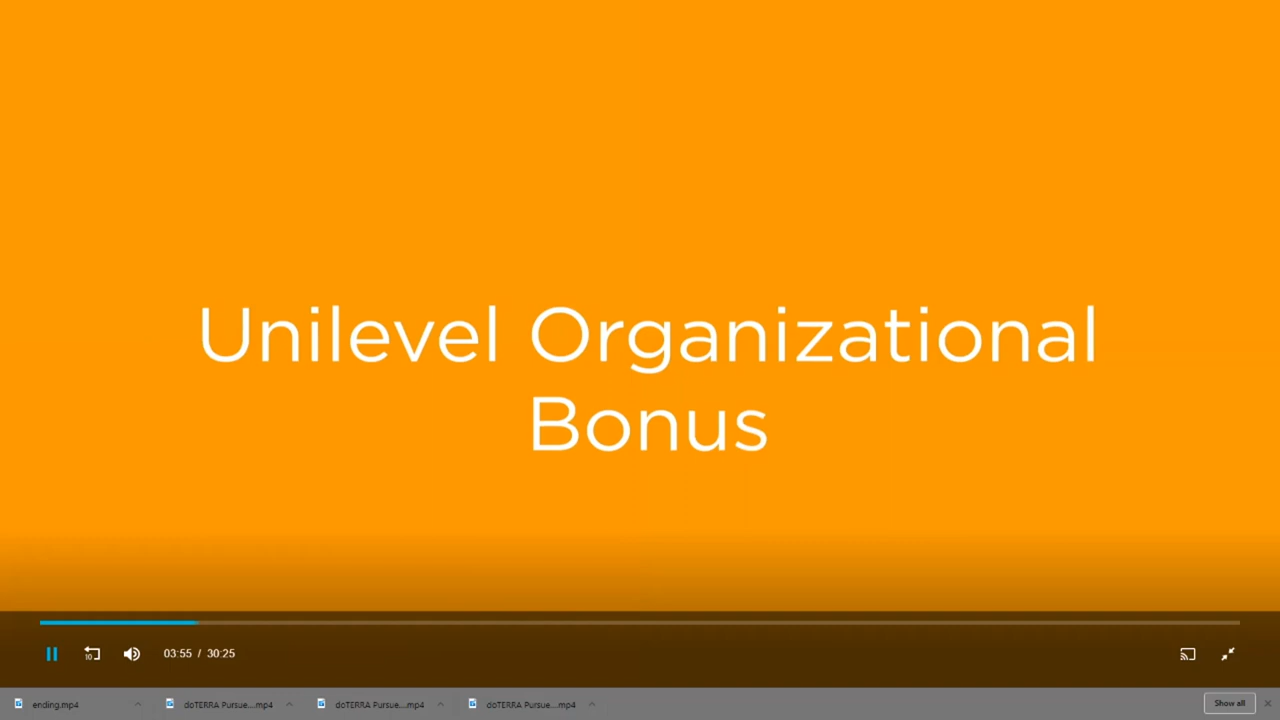 Unilevel Organizational
Bonus
10
03:55 / 30:25
ending.mp4
doTERRA Pursue....mp4
doTERRA Pursue....mp4
doTERRA Pursue....mp4
Show all